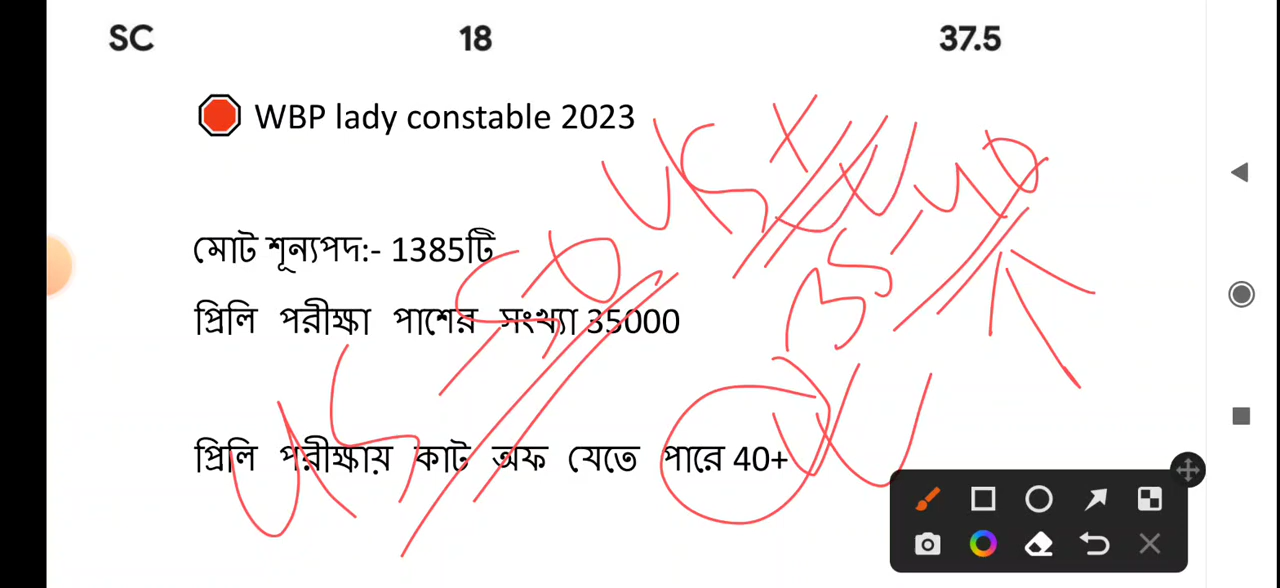 SC 18 37.5
WBP lady constable 2023
মোট শূন্যপদ:- 1385টি
প্রিলি পরীক্ষা পাশের সংখ্যা 35000
প্রিলি পরীক্ষায় কাট অফ যেতে পারে 40+